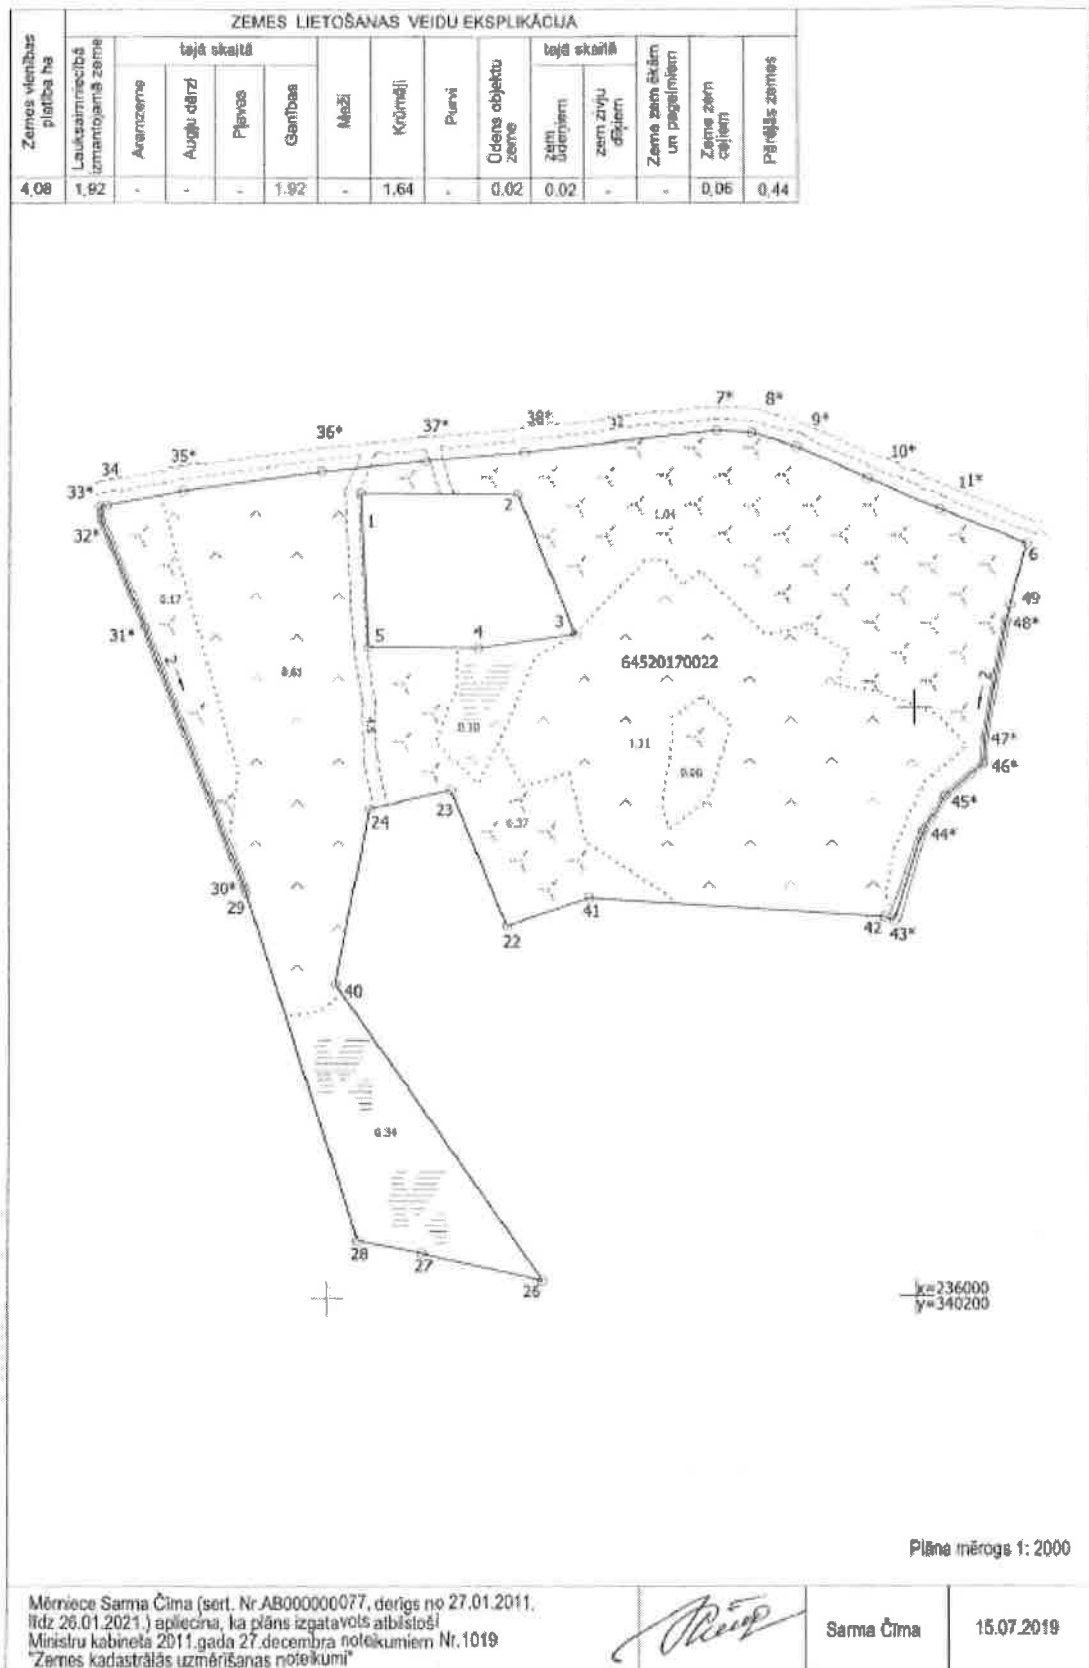 ZEMES LIETOŠANAS VEIDU EKSPLIKĀCIJA
Zemes vienības platība ha
Lauksaimniecībā izmantojamā zeme
tajā skaitā
Aramzeme
Augļu dārzi
Pļavas
Ganības
Meži
Krūmāji
Purvi
Ūdens objektu zeme
tajā skaitā
zem ūdeņiem
zem zivju dīķiem
Zeme zem ēkām un pagalmiem
Zeme zem ceļiem
Pārējās zemes
4,08 1,92 - - - 1.92 - 1,64 - 0.02 0.02 - - 0,06 0,44
7* 8*
9*
36* 37* 38*
10*
34 35*
11*
33*
32*
1 2
1.04
6
49
48*
0.17
31*
5 4 3
64520170022
2 2
0.61
4.5
0.10
1.31
47*
46*
0.06
45*
24 23
0.37
44*
30*
29
41
22
42 43*
40
K
0.34
K
28
27
26
x=236000
y=340200
Plāna mērogs 1: 2000
Mērniece Sarma Čīma (sert. Nr.AB000000077, derīgs no 27.01.2011.
līdz 26.01.2021.) apliecina, ka plāns izgatavots atbilstoši
Ministru kabineta 2011.gada 27.decembra noteikumiem Nr.1019
"Zemes kadastrālās uzmērīšanas noteikumi"
Sarma Čīma
15.07.2019